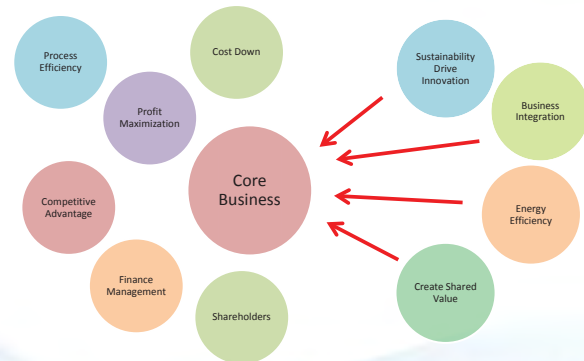 Cost Down
Process
Efficiency
Sustainability
Drive
Innovation
Profit
Maximization
Business
Integration
Core
Business
Competitive
Advantage
Energy
Efficiency
Finance
Management
Create Shared
Value
Shareholders